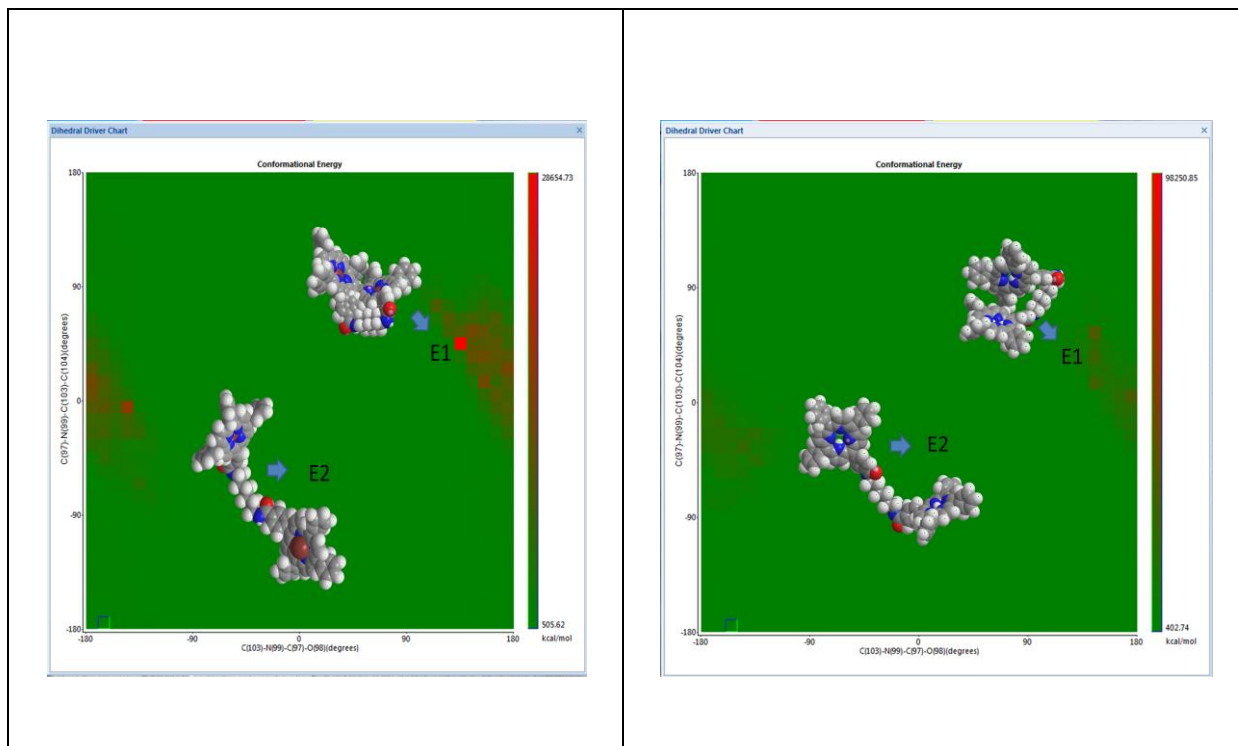 Dihedral Driver Chart
Conformational Energy
180
90
0
-90
-180
C(97)-N(99)-C(103)-C(104)(degrees)
-180
-90
0
90
180
C(103)-N(99)-C(97)-O(98)(degrees)
28654.73
505.62
kcal/mol
E1
E2
Dihedral Driver Chart
Conformational Energy
180
90
0
-90
-180
C(97)-N(99)-C(103)-C(104)(degrees)
-180
-90
0
90
180
C(103)-N(99)-C(97)-O(98)(degrees)
98250.85
402.74
kcal/mol
E1
E2